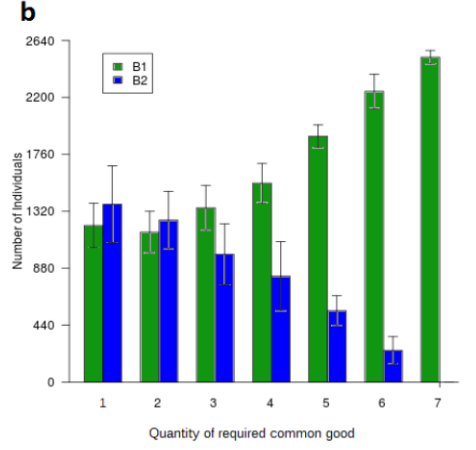 b
2640
2200
1760
1320
880
440
0
Number of Individuals
B1
B2
1 2 3 4 5 6 7
Quantity of required common good